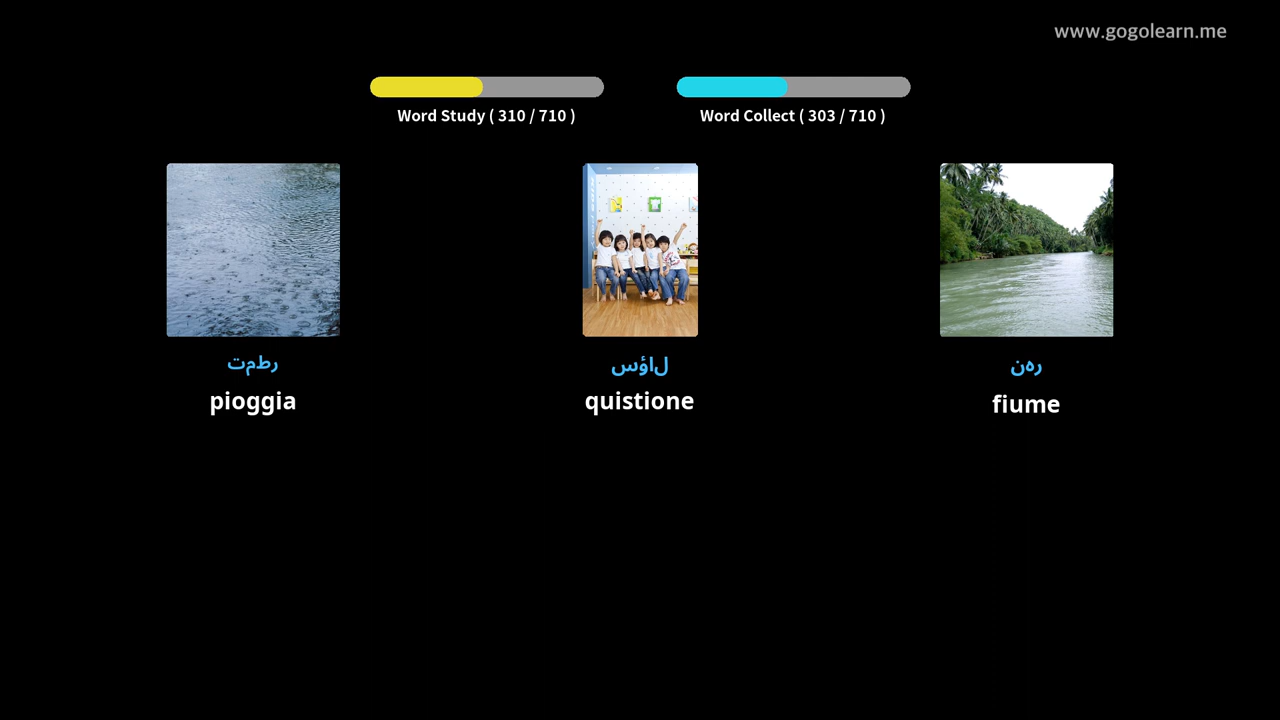 www.gogolearn.me
Word Study ( 310 / 710 )
Word Collect ( 303 / 710 )
رطمت
لاؤس
رهن
pioggia
quistione
fiume